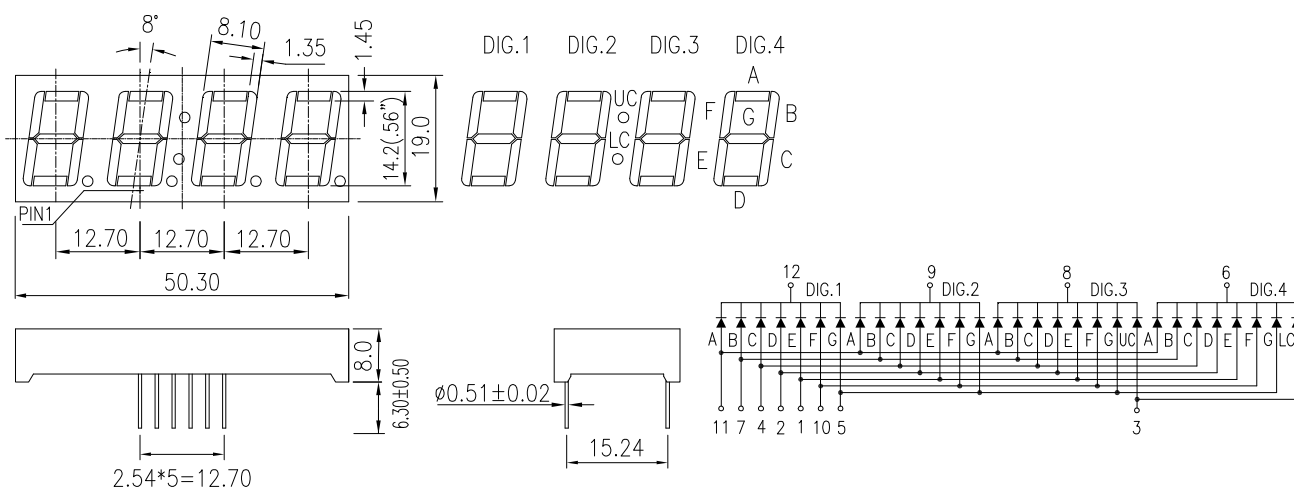 8°
8.10
1.35
1.45
14.2(.56")
19.0
PIN1
12.70 12.70 12.70
50.30
DIG.1 DIG.2 DIG.3 DIG.4
A
UC F G B
LC E C
D
8.0
6.30±0.50
2.54*5=12.70
Ø0.51±0.02
15.24
12 9 8 6
DIG.1 DIG.2 DIG.3 DIG.4
A B C D E F G A B C D E F G A B C D E F G UC A B C D E F G LC
11 7 4 2 1 10 5 3